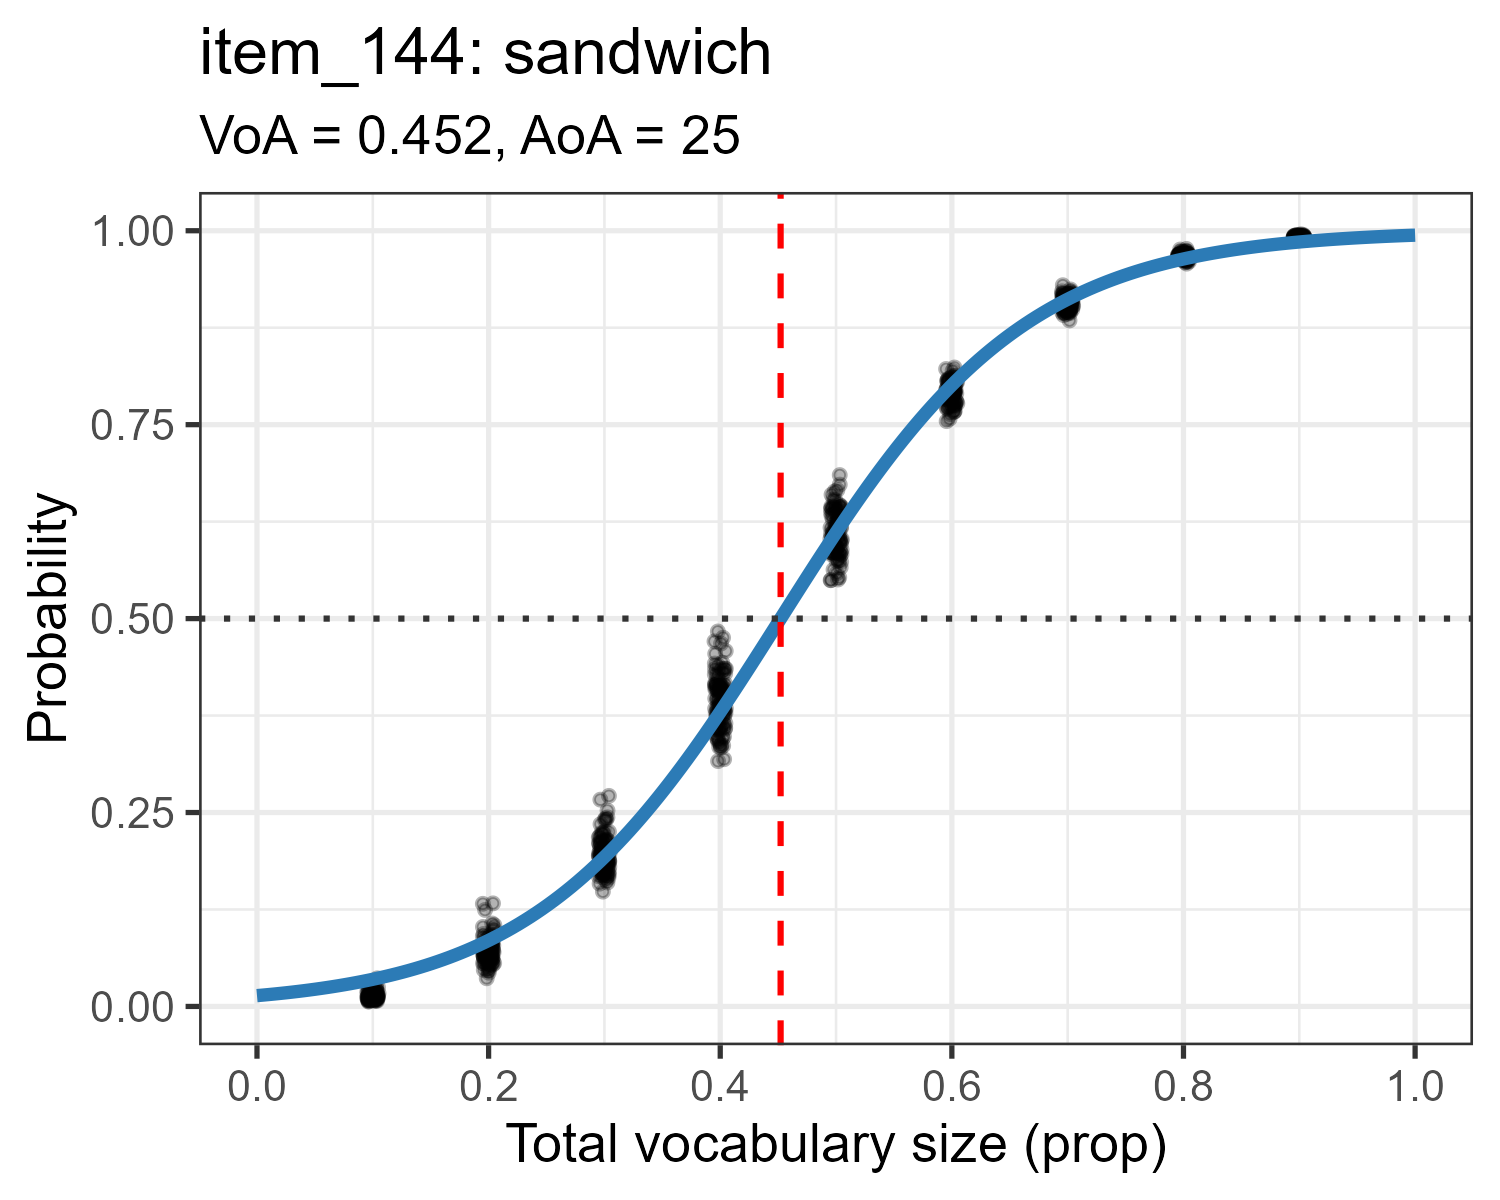 item_144: sandwich
VoA = 0.452, AoA = 25
Probability
1.00
0.75
0.50
0.25
0.00
0.0 0.2 0.4 0.6 0.8 1.0
Total vocabulary size (prop)